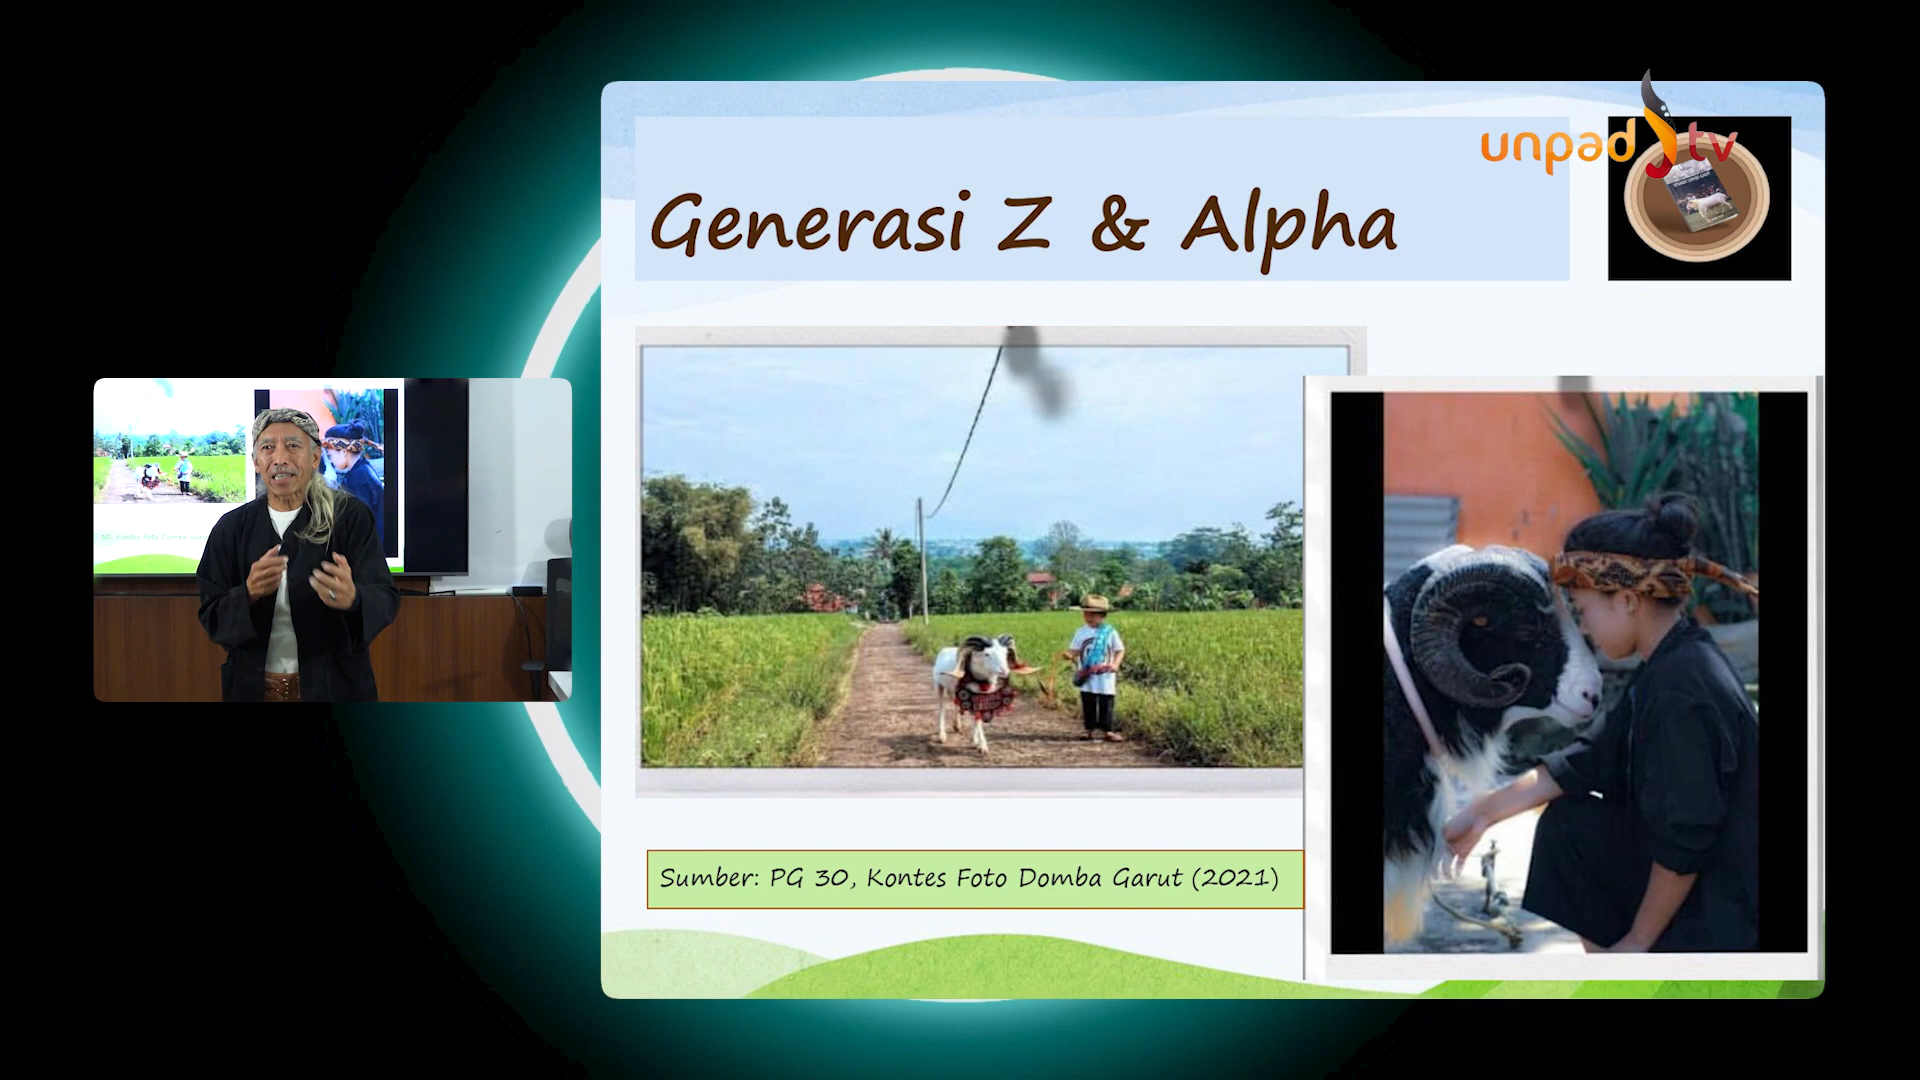 unpad tv
Generasi Z & Alpha
Sumber: PG 30, Kontes Foto Domba Garut (2021)